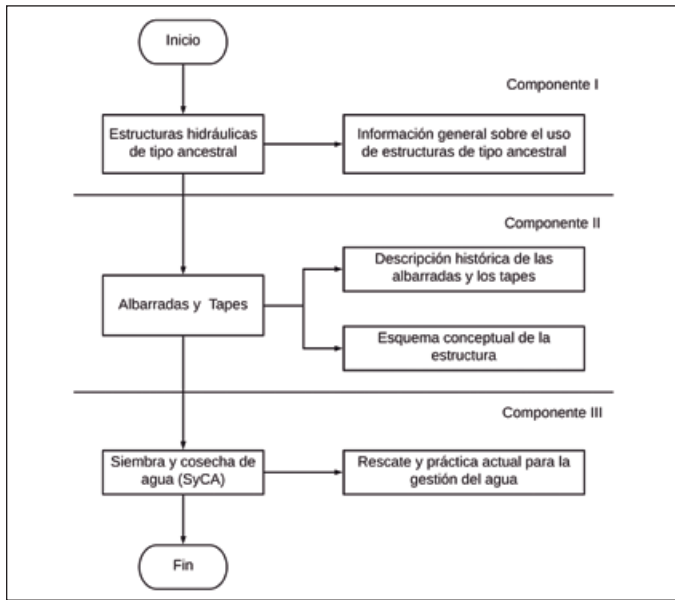 Inicio
Componente I
Estructuras hidráulicas
de tipo ancestral
Información general sobre el uso
de estructuras de tipo ancestral
Componente II
Albarradas y Tapes
Descripción histórica de las
albarradas y los tapes
Esquema conceptual de la
estructura
Componente III
Siembra y cosecha de
agua (SyCA)
Rescate y práctica actual para la
gestión del agua
Fin